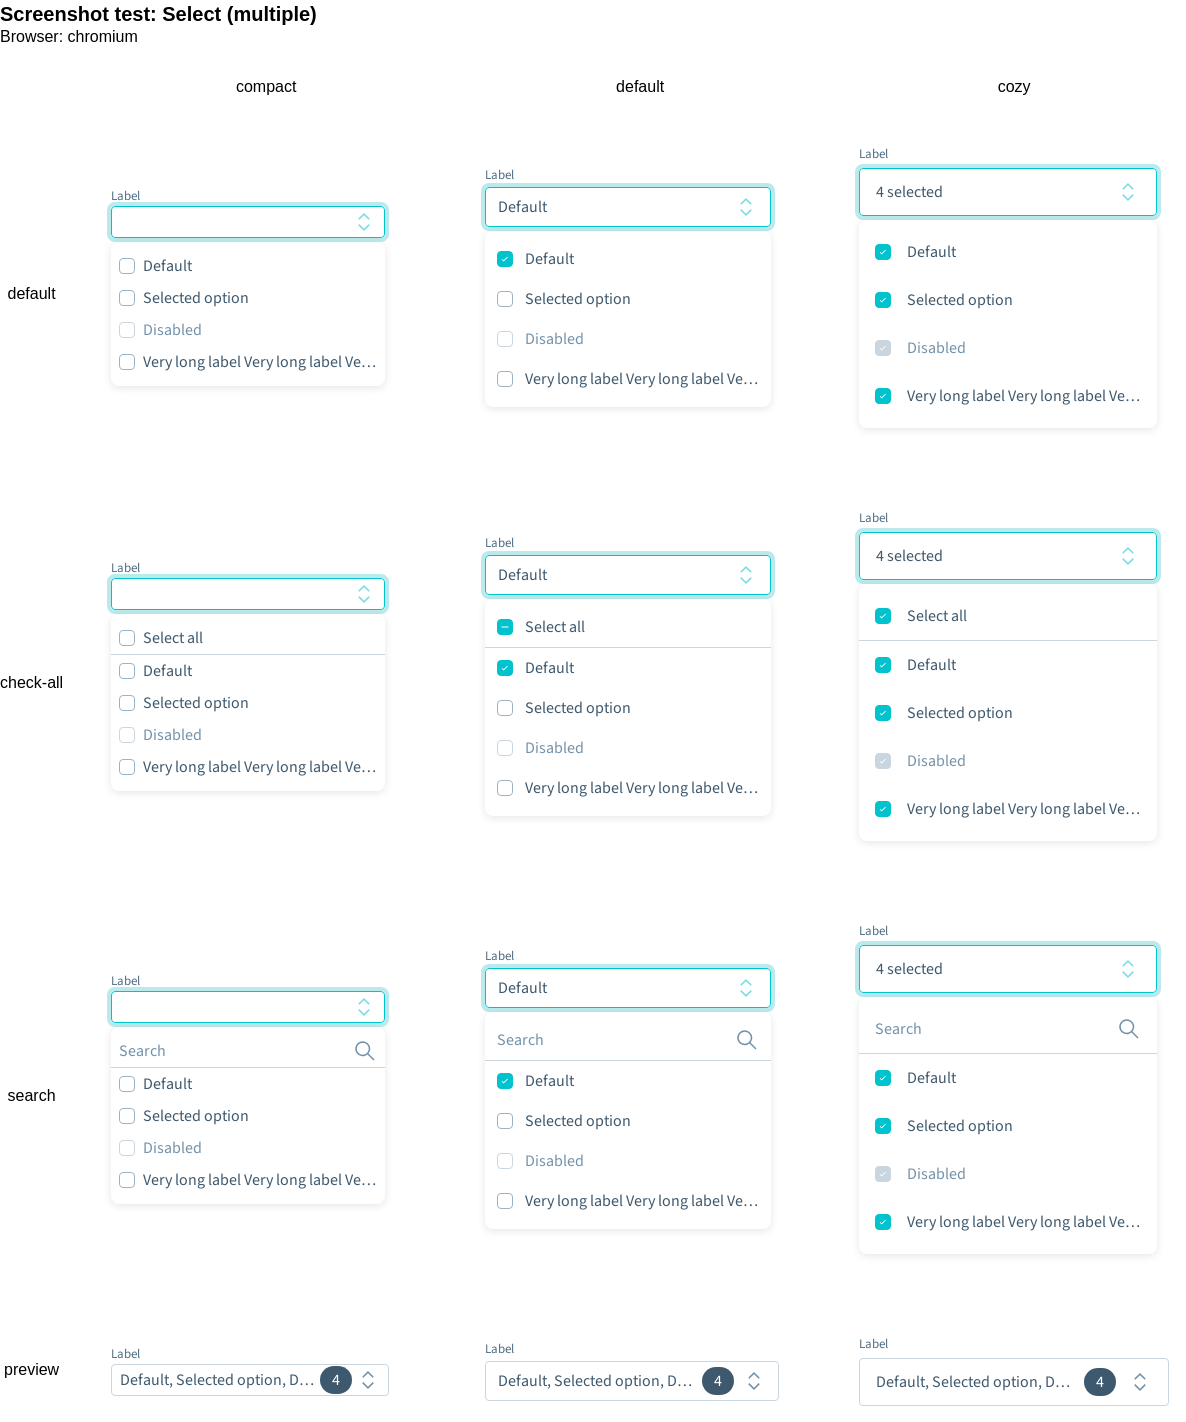 Screenshot test: Select (multiple)
Browser: chromium
compact
default
cozy
default
Label
Default
Selected option
Disabled
Very long label Very long label Ve…
Label
Default
Default
Selected option
Disabled
Very long label Very long label Ve…
Label
4 selected
Default
Selected option
Disabled
Very long label Very long label Ve…
check-all
Label
Select all
Default
Selected option
Disabled
Very long label Very long label Ve…
Label
Default
Select all
Default
Selected option
Disabled
Very long label Very long label Ve…
Label
4 selected
Select all
Default
Selected option
Disabled
Very long label Very long label Ve…
search
Label
Search
Default
Selected option
Disabled
Very long label Very long label Ve…
Label
Default
Search
Default
Selected option
Disabled
Very long label Very long label Ve…
Label
4 selected
Search
Default
Selected option
Disabled
Very long label Very long label Ve…
preview
Label
Default, Selected option, D… 4
Label
Default, Selected option, D… 4
Label
Default, Selected option, D… 4